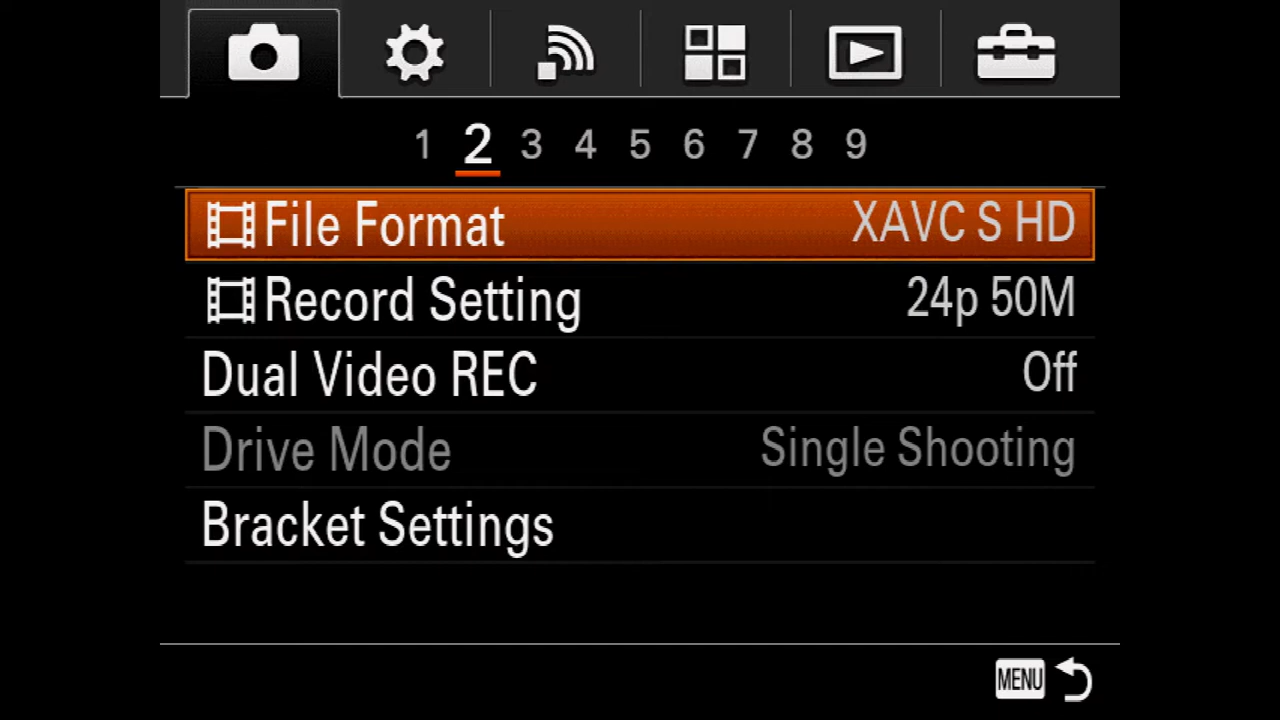 1 2 3 4 5 6 7 8 9
File Format XAVC S HD
Record Setting 24p 50M
Dual Video REC Off
Drive Mode Single Shooting
Bracket Settings
MENU